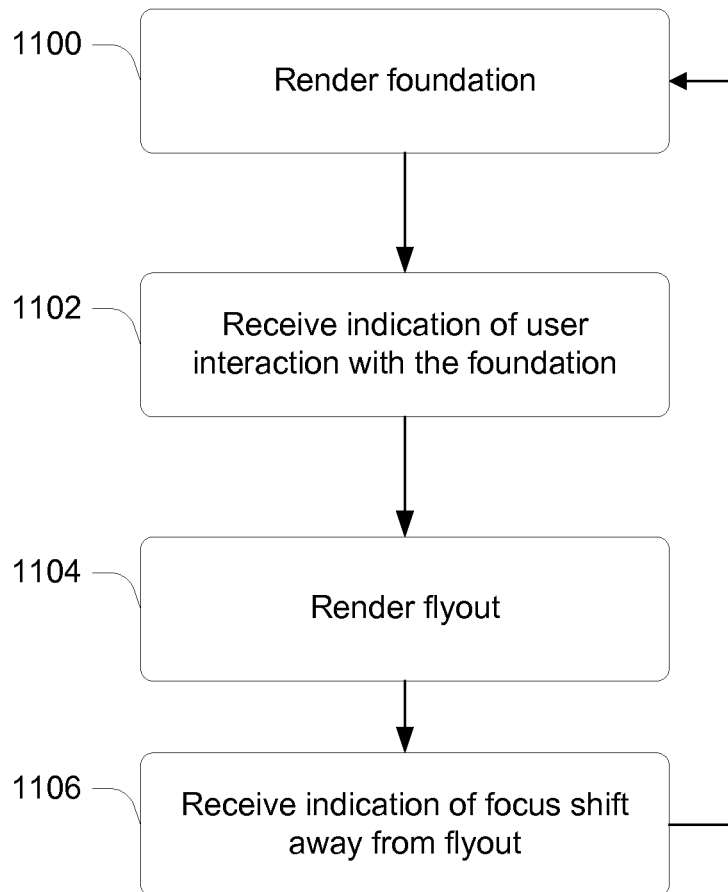 1100
Render foundation
1102
Receive indication of user
interaction with the foundation
1104
Render flyout
1106
Receive indication of focus shift
away from flyout